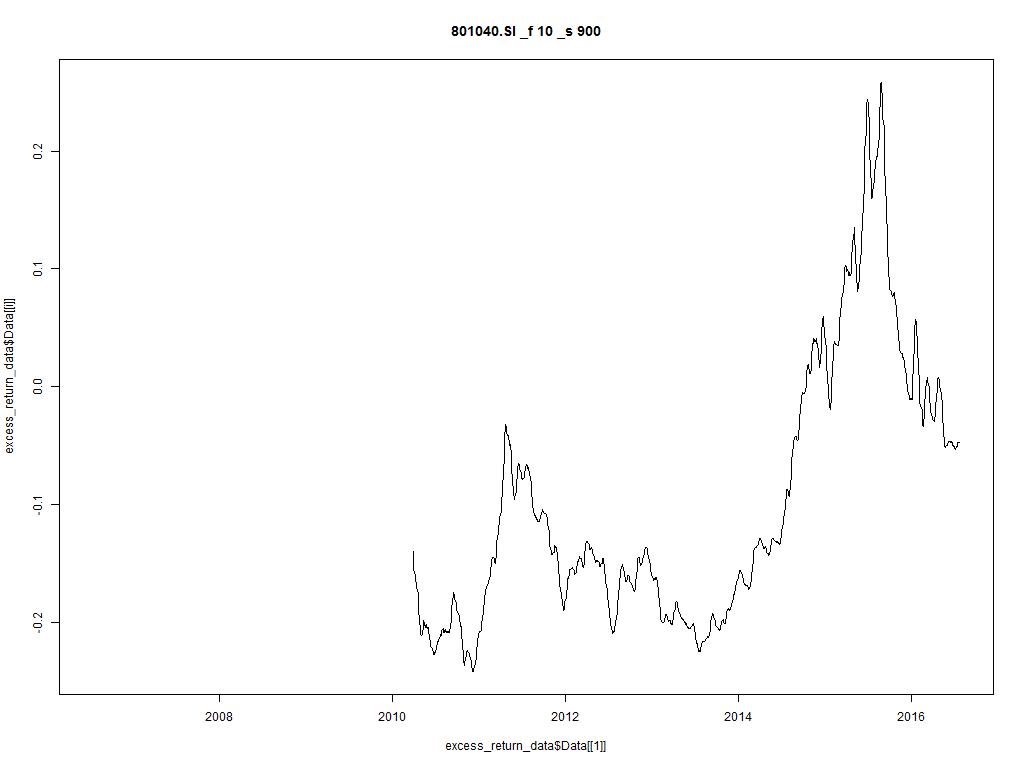 801040.SI _f 10 _s 900
0.2
0.1
0.0
-0.1
-0.2
excess_return_data$Data[[i]]
2008 2010 2012 2014 2016
excess_return_data$Data[[1]]